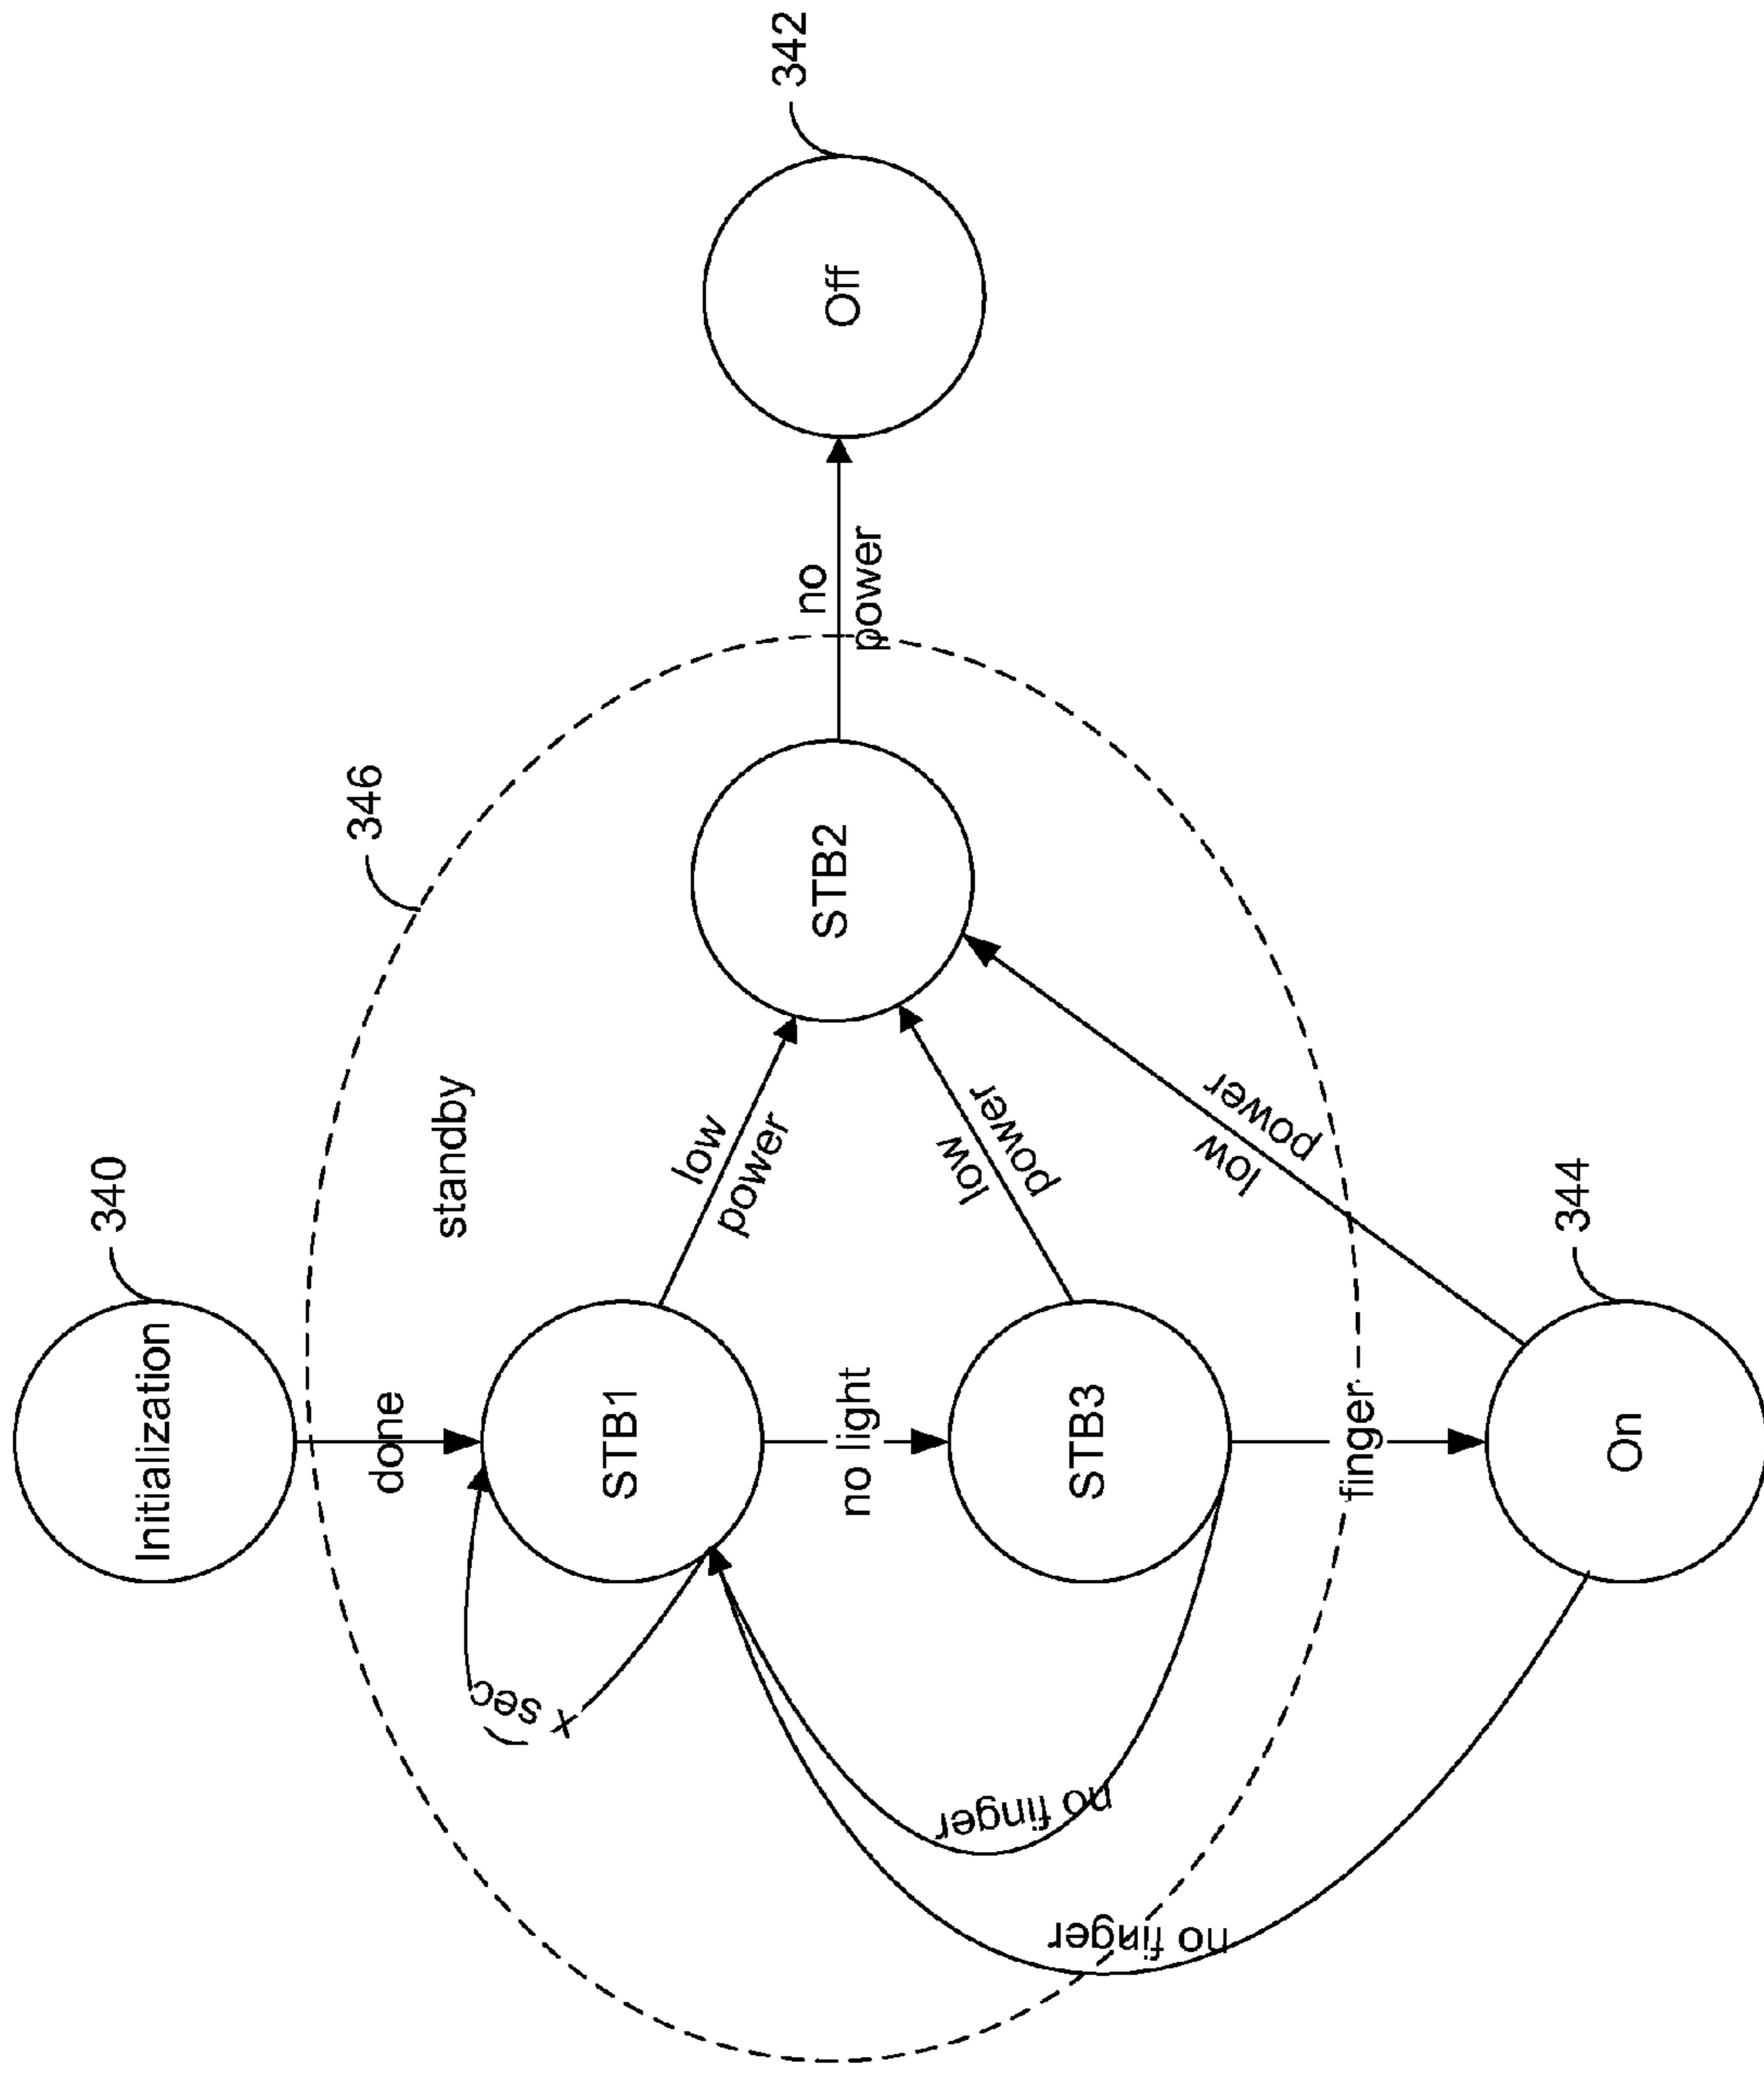 Initialization
340
done
346
standby
STB1
x sec
low
power
no light
STB2
no
power
Off
342
STB3
low
power
no finger
finger
low
power
no finger
On
344